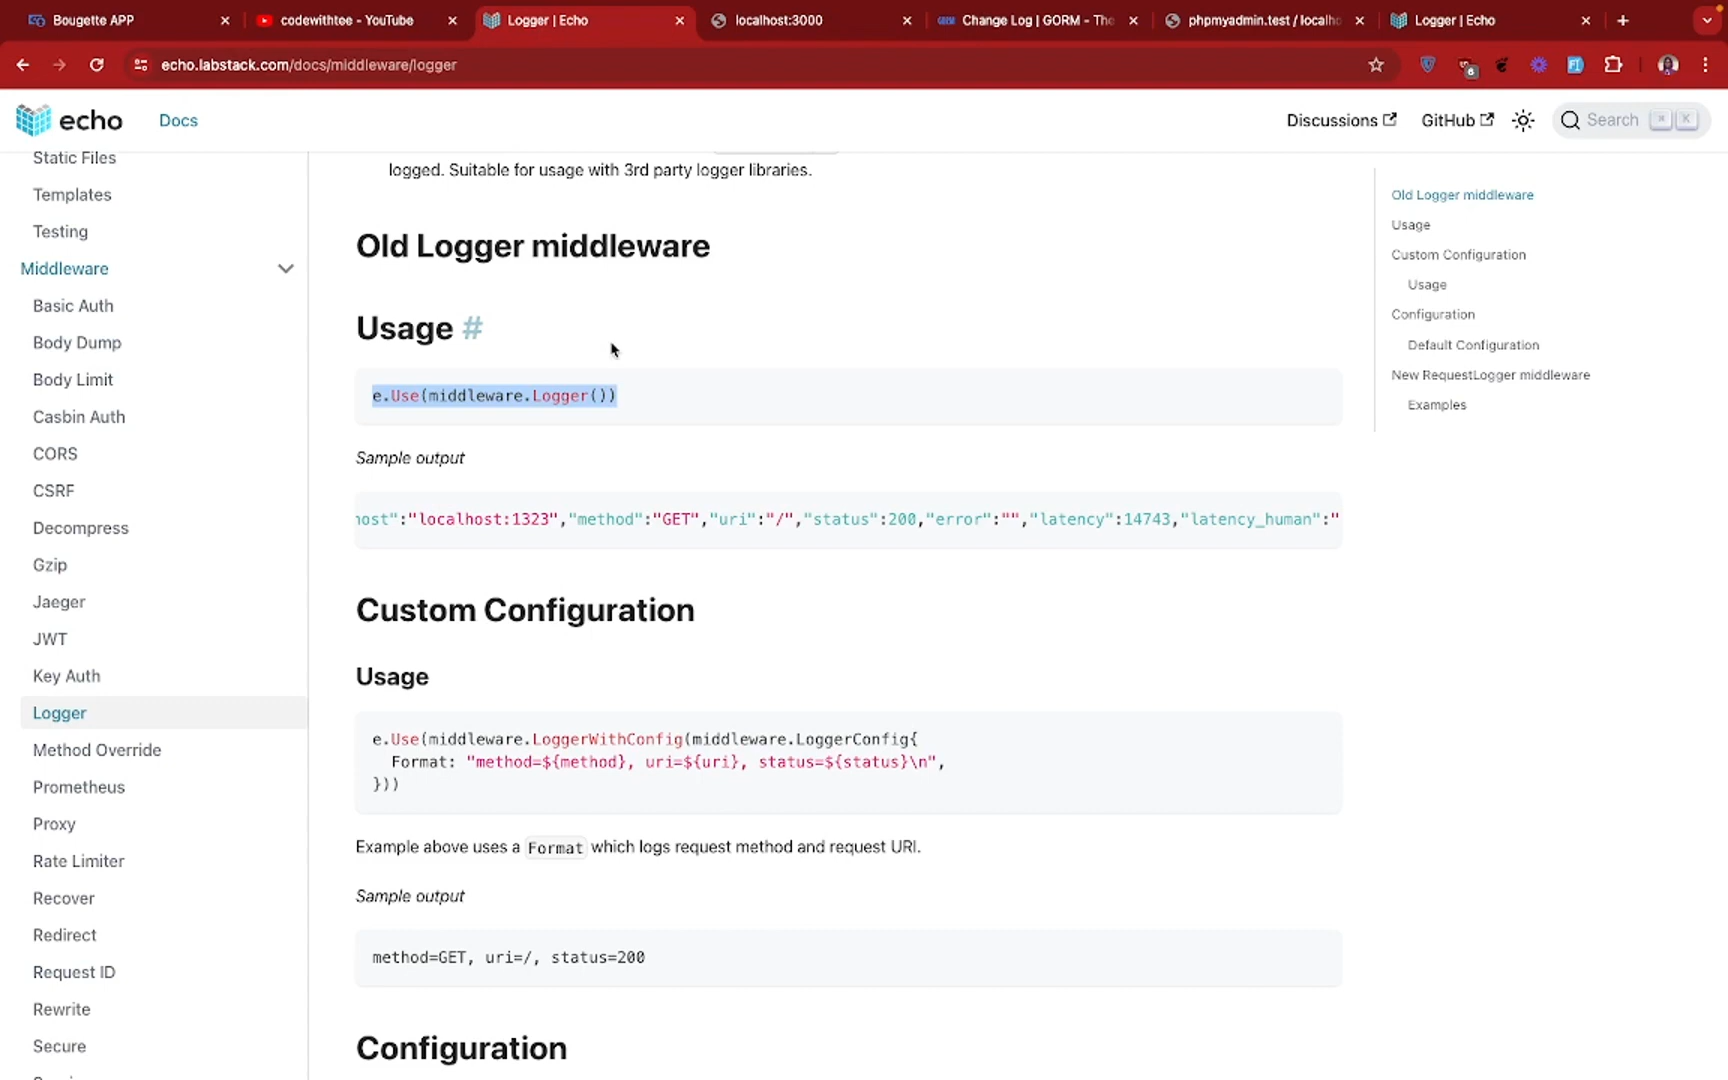 Bougette APP
codewithtee - YouTube
Logger | Echo
localhost:3000
Change Log | GORM - The
phpmyadmin.test / localho
Logger | Echo
echo.labstack.com/docs/middleware/logger
6
echo
Docs
Discussions
GitHub
Search
K
Static Files
Templates
Testing
Middleware
Basic Auth
Body Dump
Body Limit
Casbin Auth
CORS
CSRF
Decompress
Gzip
Jaeger
JWT
Key Auth
Logger
Method Override
Prometheus
Proxy
Rate Limiter
Recover
Redirect
Request ID
Rewrite
Secure
logged. Suitable for usage with 3rd party logger libraries.
Old Logger middleware
Usage #
e.Use(middleware.Logger())
Sample output
host":"localhost:1323","method":"GET","uri":"/","status":200,"error":"","latency":14743,"latency_human":"
Custom Configuration
Usage
e.Use(middleware.LoggerWithConfig(middleware.LoggerConfig{
Format: "method=${method}, uri=${uri}, status=${status}\n",
}))
Example above uses a Format which logs request method and request URI.
Sample output
method=GET, uri=/, status=200
Configuration
Old Logger middleware
Usage
Custom Configuration
Usage
Configuration
Default Configuration
New RequestLogger middleware
Examples